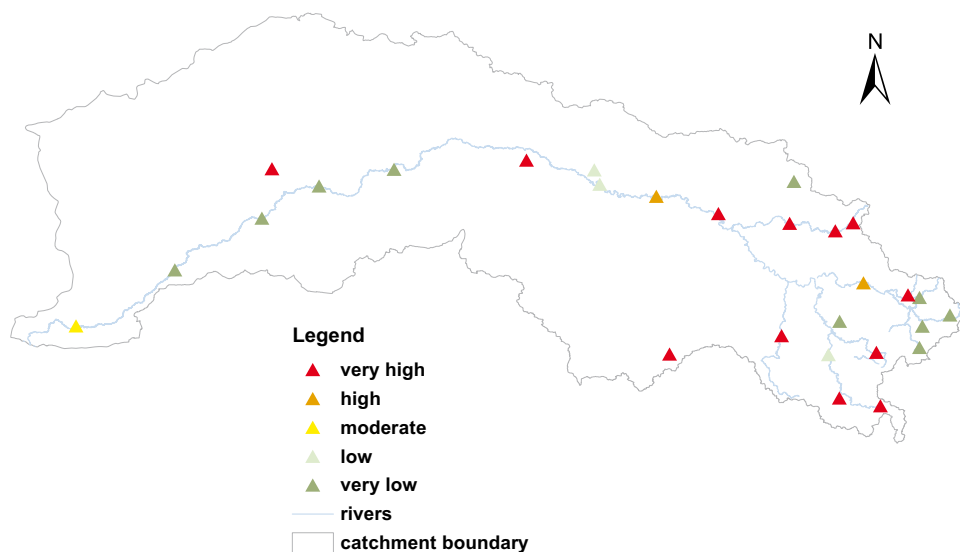 N
Legend
very high
high
moderate
low
very low
rivers
catchment boundary